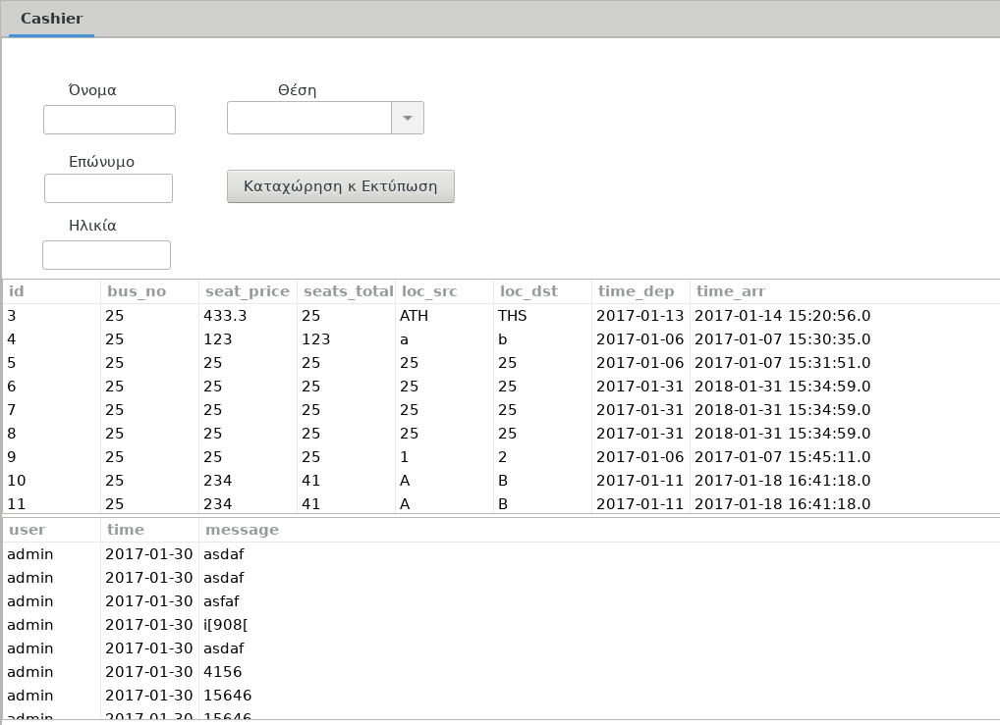 Cashier
Όνομα Θέση
Επώνυμο
Καταχώρηση κ Εκτύπωση
Ηλικία
id bus_no seat_price seats_total loc_src loc_dst time_dep time_arr
3 25 433.3 25 ATH THS 2017-01-13 2017-01-14 15:20:56.0
4 25 123 123 a b 2017-01-06 2017-01-07 15:30:35.0
5 25 25 25 25 25 2017-01-06 2017-01-07 15:31:51.0
6 25 25 25 25 25 2017-01-31 2018-01-31 15:34:59.0
7 25 25 25 25 25 2017-01-31 2018-01-31 15:34:59.0
8 25 25 25 25 25 2017-01-31 2018-01-31 15:34:59.0
9 25 25 25 1 2 2017-01-06 2017-01-07 15:45:11.0
10 25 234 41 A B 2017-01-11 2017-01-18 16:41:18.0
11 25 234 41 A B 2017-01-11 2017-01-18 16:41:18.0
user time message
admin 2017-01-30 asdaf
admin 2017-01-30 asdaf
admin 2017-01-30 asfaf
admin 2017-01-30 i[908[
admin 2017-01-30 asdaf
admin 2017-01-30 4156
admin 2017-01-30 15646
admin 2017-01-30 15646